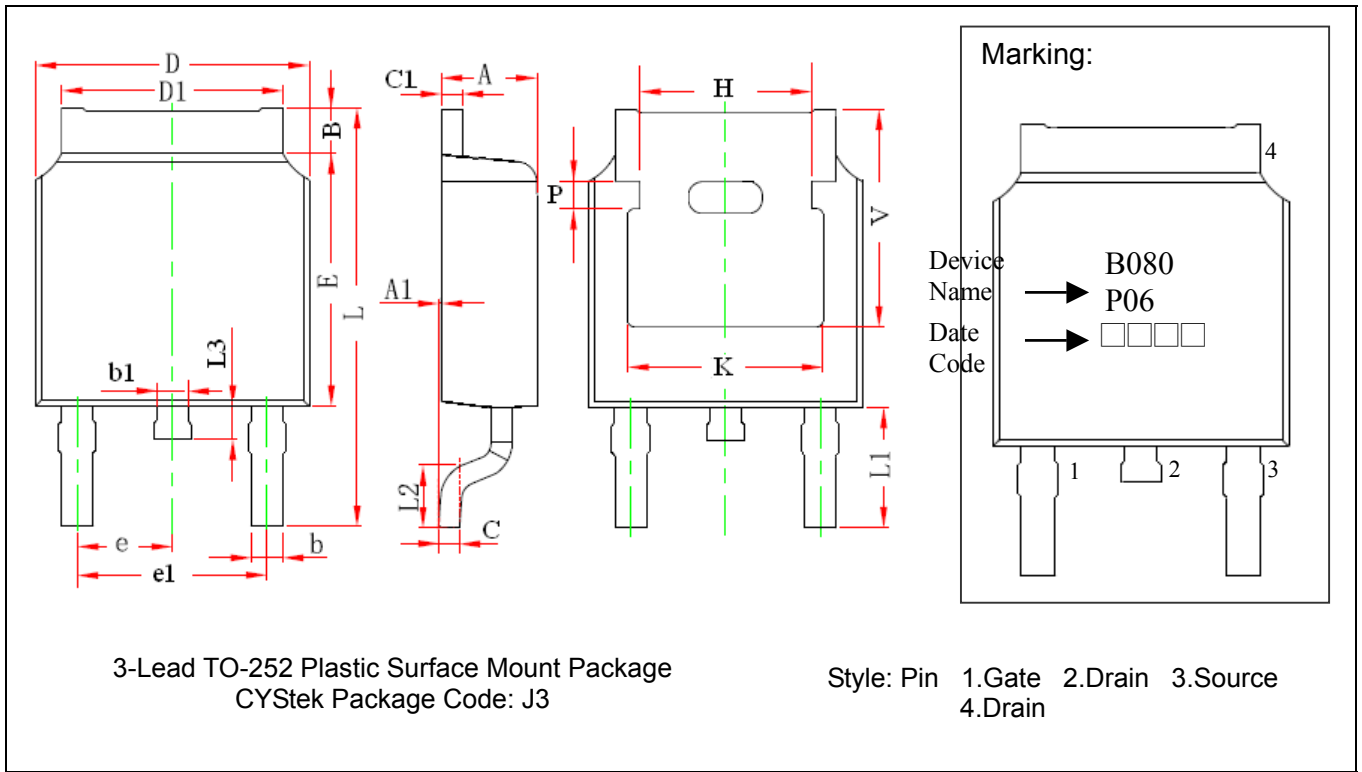 D
D1
B
E
L
L3
b1
e
e1
b
C1
A
A1
L2
C
H
P
V
K
L1
Marking:
4
Device
Name
B080
P06
Date
Code
□□□□
1
2
3
3-Lead TO-252 Plastic Surface Mount Package
CYStek Package Code: J3
Style: Pin 1.Gate 2.Drain 3.Source
4.Drain